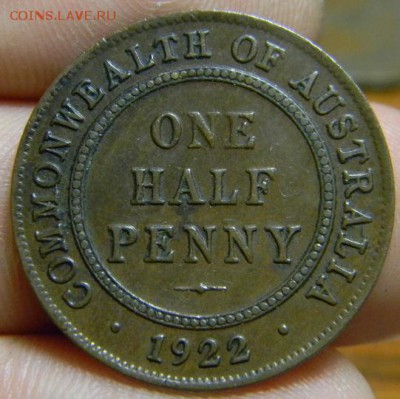 COINS.LAVE.RU
COMMONWEALTH OF AUSTRALIA
ONE
HALF
PENNY
· 1922 ·